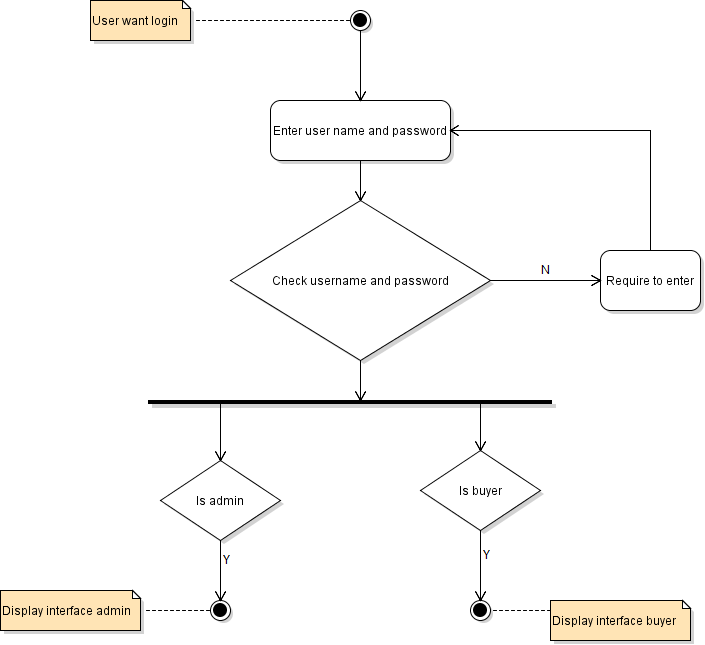 User want login
Enter user name and password
Check username and password
N
Require to enter
Is admin
Is buyer
Y
Y
Display interface admin
Display interface buyer